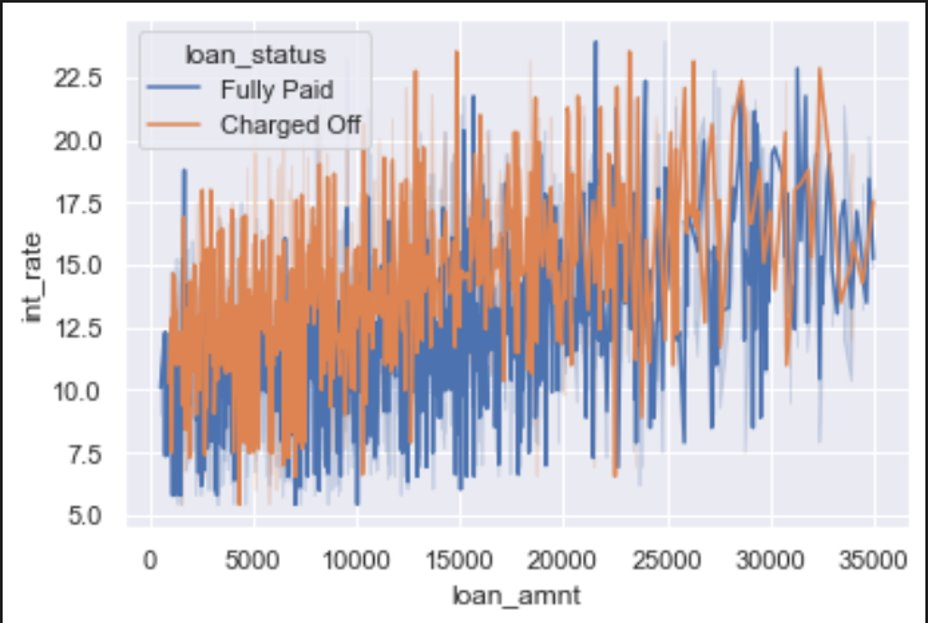 loan_status
Fully Paid
Charged Off
22.5
20.0
17.5
15.0
12.5
10.0
7.5
5.0
int_rate
0 5000 10000 15000 20000 25000 30000 35000
loan_amnt